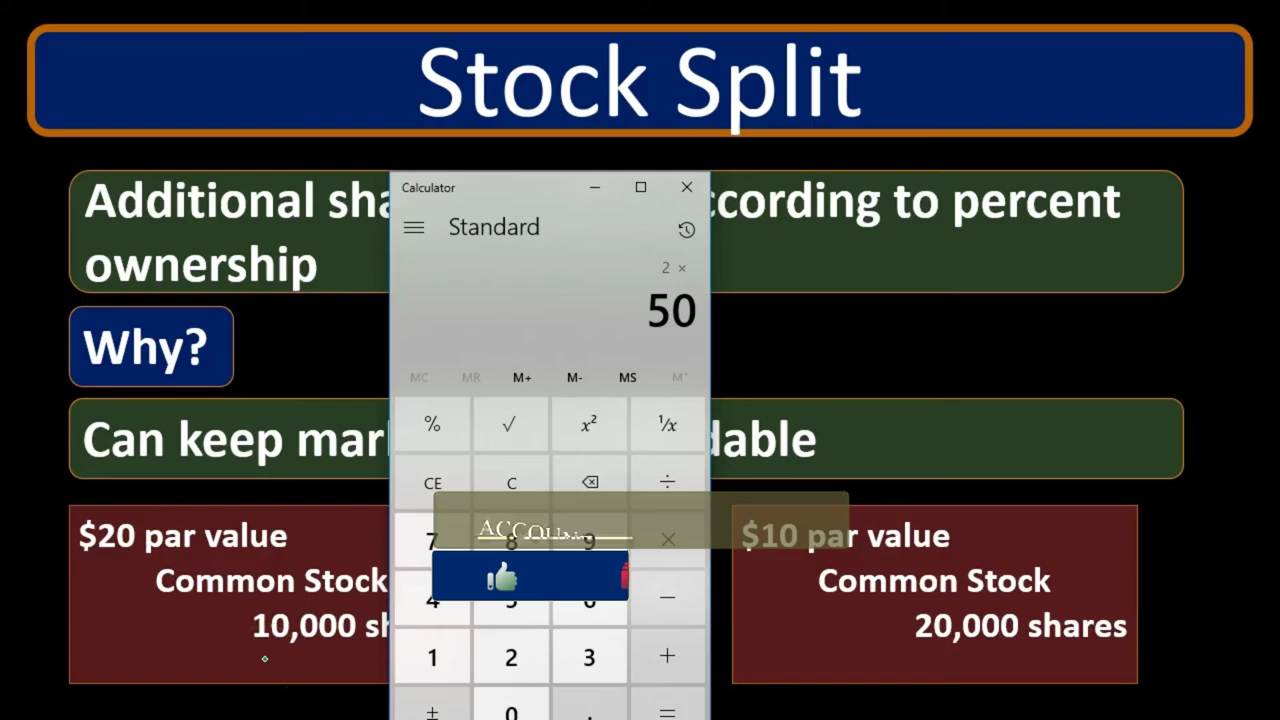 Stock Split
Additional sha ccording to percent
ownership
Why?
Can keep mar dable
$20 par value
Common Stock
10,000 sh
$10 par value
Common Stock
20,000 shares
Calculator
Standard
2 ×
50
MC MR M+ M- MS M˅
% √ x² ¹/x
CE C ÷
7 8 9 ×
4 5 6 −
1 2 3 +
± 0 . =